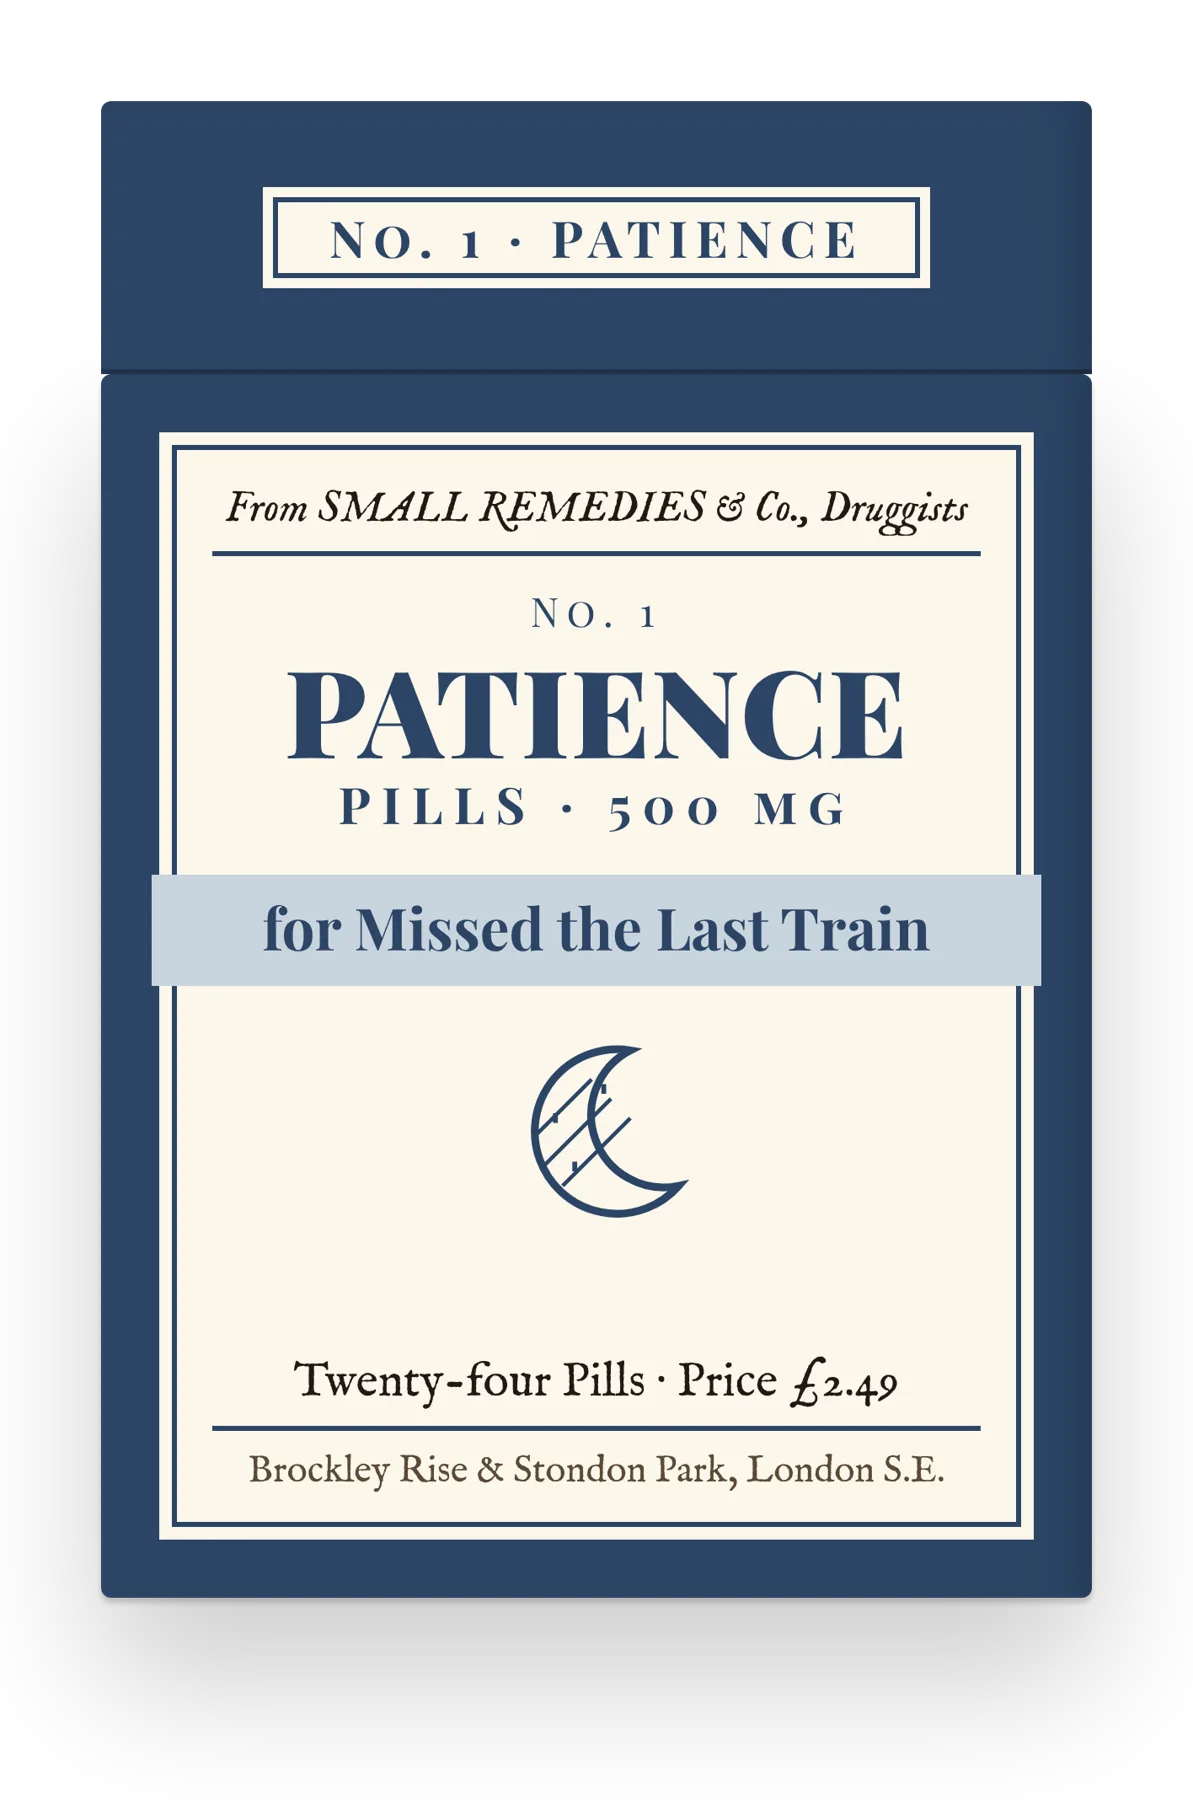 No. 1 · PATIENCE
From SMALL REMEDIES & Co., Druggists
No. 1
PATIENCE
PILLS · 500 MG
for Missed the Last Train
Twenty-four Pills · Price £2.49
Brockley Rise & Stondon Park, London S.E.